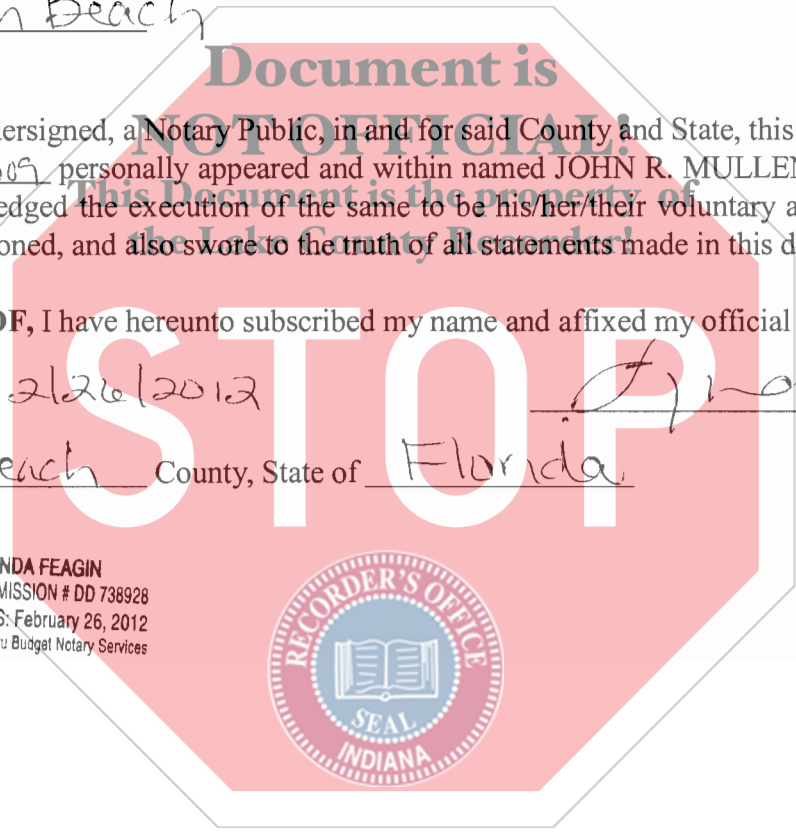 n Beach
Document is
ersigned, a Notary Public, in and for said County and State, this
NOT OFFICIAL!
personally appeared and within named JOHN R. MULLEN
This Document is the property of
edged the execution of the same to be his/her/their voluntary a
the Lake County Recorder!
oned, and also swore to the truth of all statements made in this d
OF, I have hereunto subscribed my name and affixed my official
STOP
2/26/2012
each County, State of Florida
NDA FEAGIN
MISSION # DD 738928
S: February 26, 2012
u Budget Notary Services
RECORDER'S OFFICE
SEAL
INDIANA